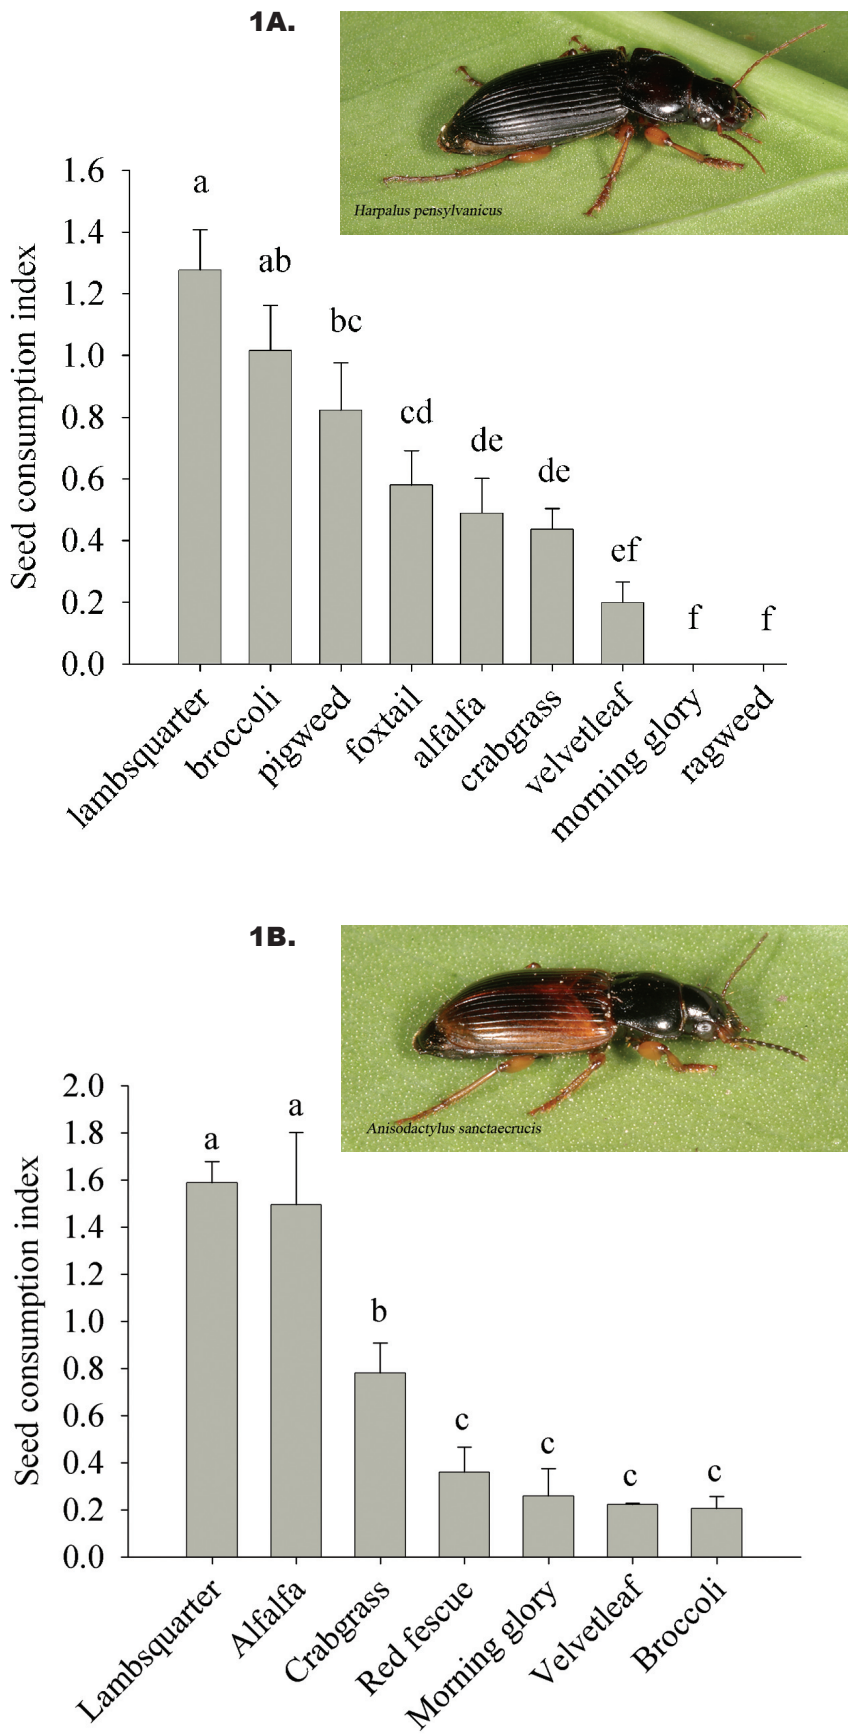 1A.
Harpalus pensylvanicus
Seed consumption index
1.6
1.4
1.2
1.0
0.8
0.6
0.4
0.2
0.0
a
ab
bc
cd
de
de
ef
f
f
lambsquarter
broccoli
pigweed
foxtail
alfalfa
crabgrass
velvetleaf
morning glory
ragweed
1B.
Anisodactylus sanctaecrucis
Seed consumption index
2.0
1.8
1.6
1.4
1.2
1.0
0.8
0.6
0.4
0.2
0.0
a
a
b
c
c
c
c
Lambsquarter
Alfalfa
Crabgrass
Red fescue
Morning glory
Velvetleaf
Broccoli